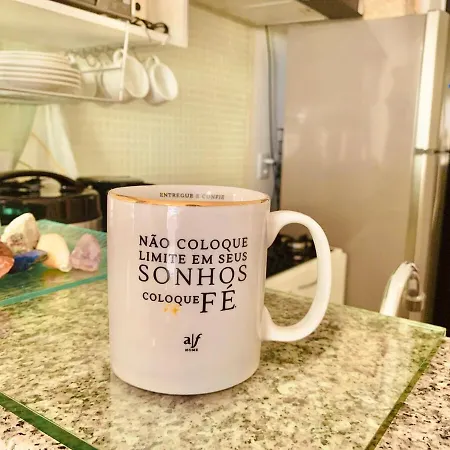 ENTREGUE E CONFIE
NÃO COLOQUE
LIMITE EM SEUS
SONHOS
COLOQUE FÉ
a|f
HOME